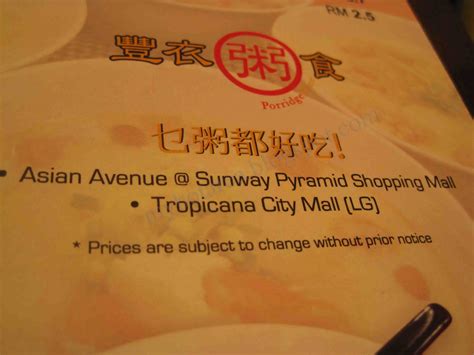 RM 2.5
豐衣粥食
Porridge
乜粥都好吃!
• Asian Avenue @ Sunway Pyramid Shopping Mall
• Tropicana City Mall (LG)
* Prices are subject to change without prior notice